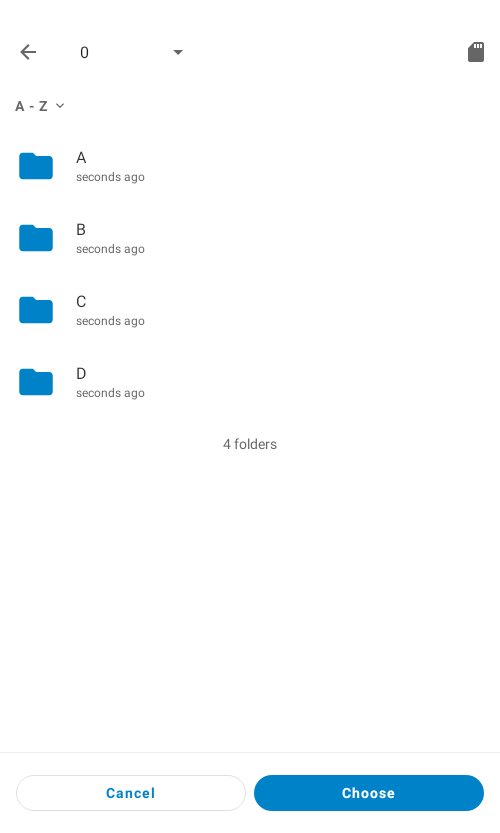 0
A - Z
A
seconds ago
B
seconds ago
C
seconds ago
D
seconds ago
4 folders
Cancel
Choose